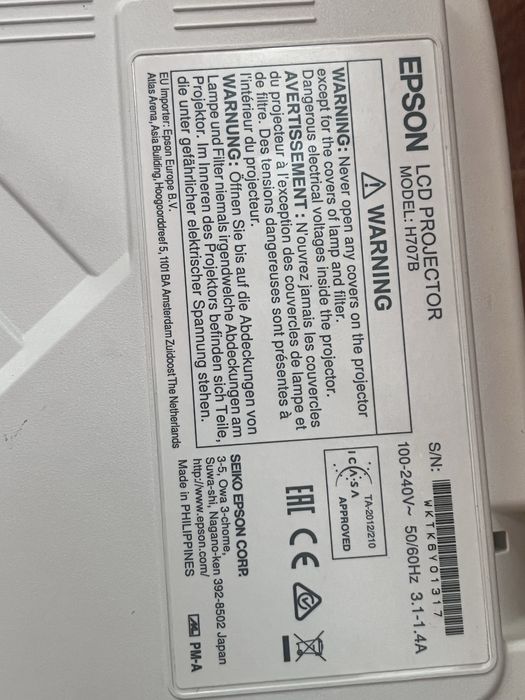 EPSON LCD PROJECTOR
MODEL: H707B
⚠ WARNING
WARNING: Never open any covers on the projector
except for the covers of lamp and filter.
Dangerous electrical voltages inside the projector.
AVERTISSEMENT : N'ouvrez jamais les couvercles
du projecteur à l'exception des couvercles de lampe et
de filtre. Des tensions dangereuses sont présentes à
l'intérieur du projecteur.
WARNUNG: Öffnen Sie bis auf die Abdeckungen von
Lampe und Filter niemals irgendwelche Abdeckungen am
Projektor. Im Inneren des Projektors befinden sich Teile,
die unter gefährlicher elektrischer Spannung stehen.
EU Importer: Epson Europe B.V.
Atlas Arena, Asia Building, Hoogoorddreef 5, 1101 BA Amsterdam Zuidoost The Netherlands
S/N:
WKTKBY01317
100-240V~ 50/60Hz 3.1-1.4A
ICASA
TA-2012/210
APPROVED
EAC CE
SEIKO EPSON CORP.
3-5, Owa 3-chome,
Suwa-shi, Nagano-ken 392-8502 Japan
http://www.epson.com/
Made in PHILIPPINES
PM-A